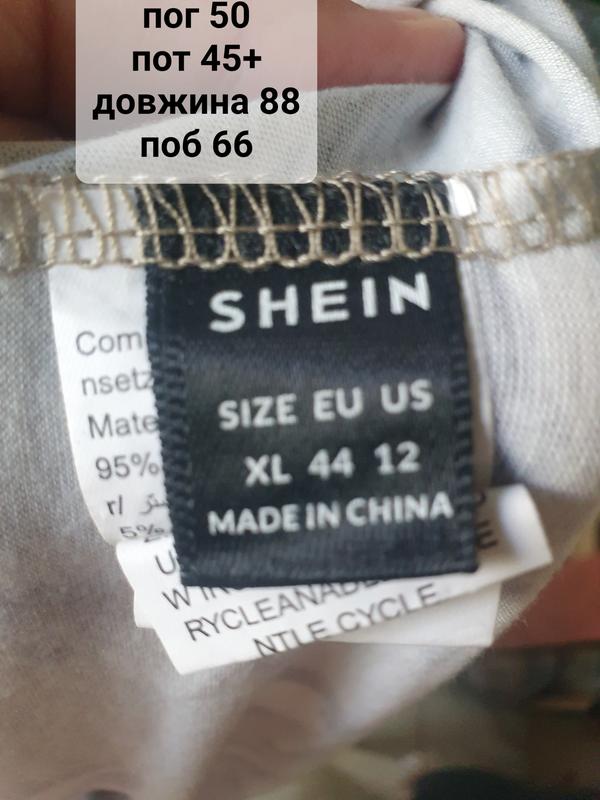 пог 50
пот 45+
довжина 88
поб 66
SHEIN
SIZE EU US
XL 44 12
MADE IN CHINA
Com
nsetz
Mate
95%
r/
5%
U
E
W
RYCLEANABLE
NTLE CYCLE